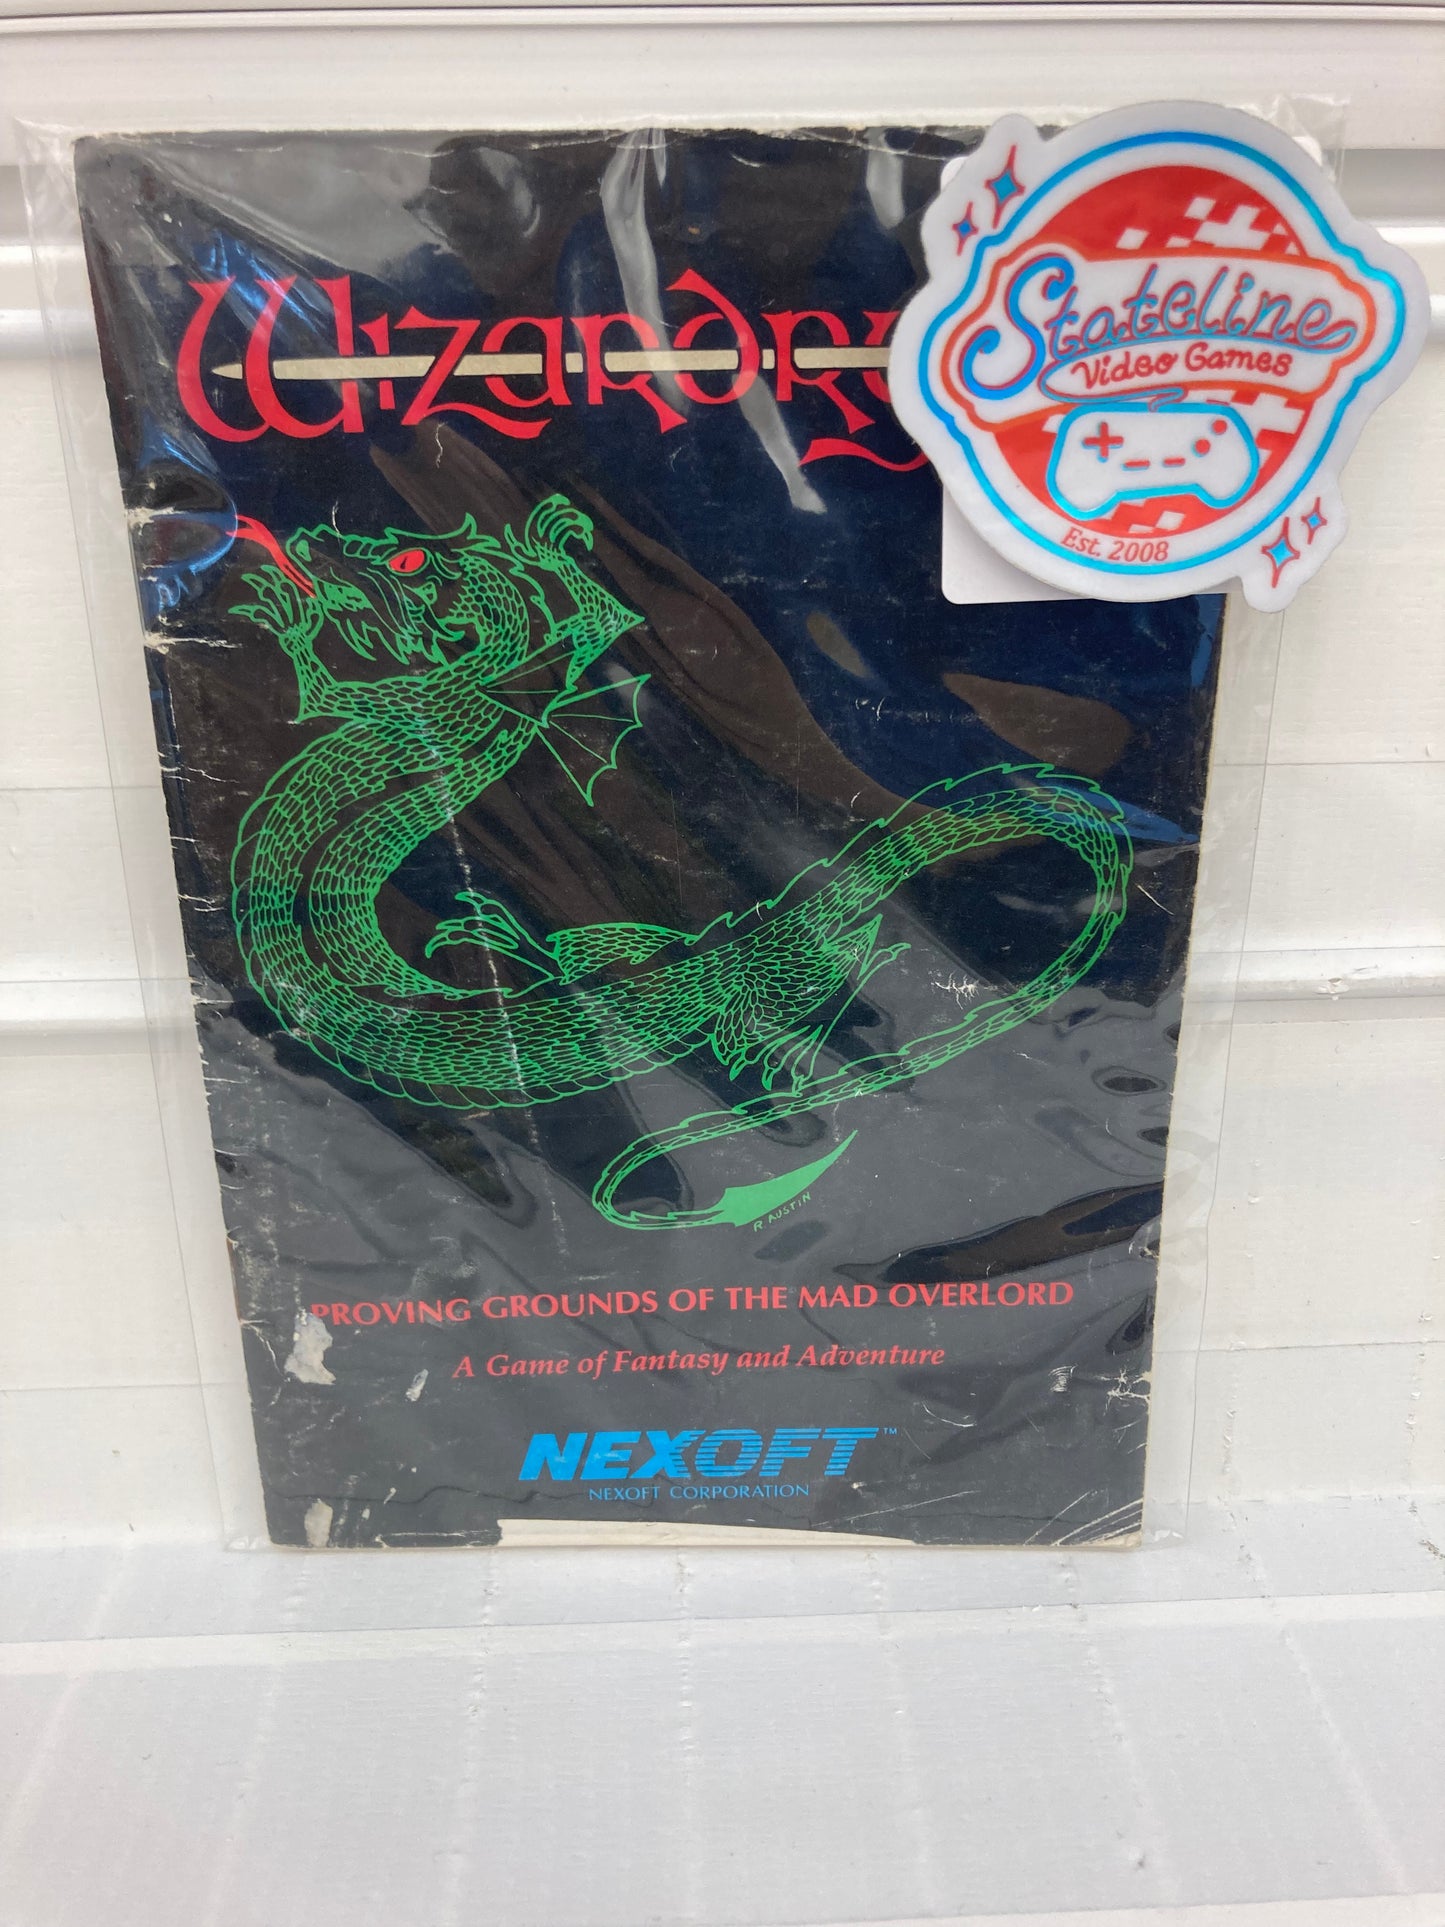 Wizardry
Stateline
Video Games
Est. 2008
R. AUSTIN
PROVING GROUNDS OF THE MAD OVERLORD
A Game of Fantasy and Adventure
NEXOFT™
NEXOFT CORPORATION